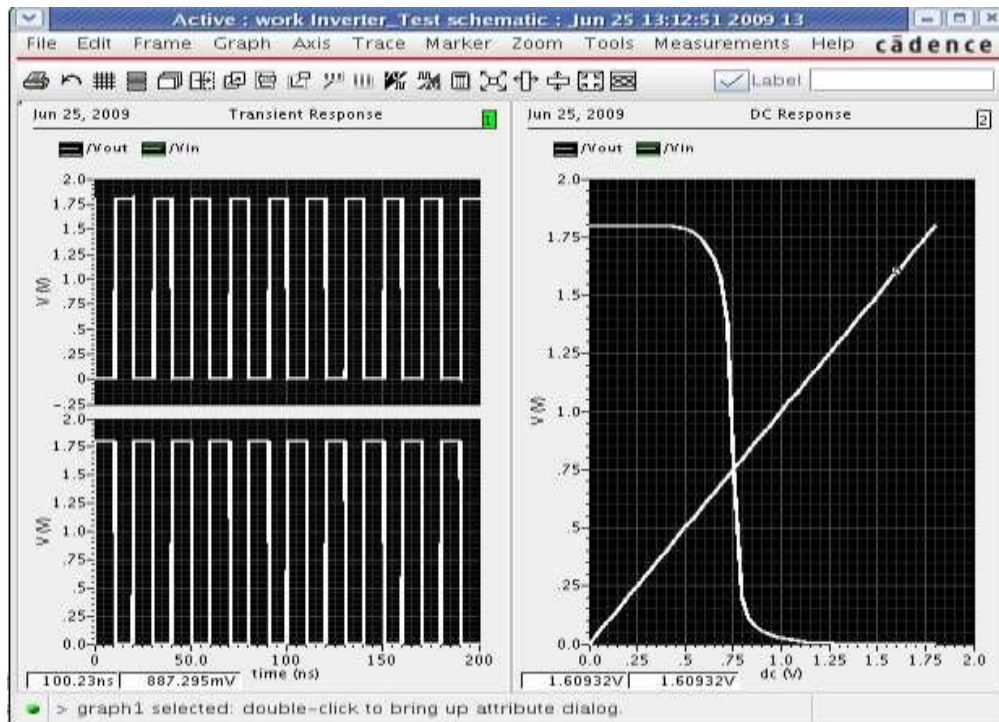 Active : work Inverter_Test schematic : Jun 25 13:12:51 2009 13
File Edit Frame Graph Axis Trace Marker Zoom Tools Measurements Help cādence
Label
Jun 25, 2009 Transient Response 1
/Vout /Vin
2.0
1.75
1.5
1.25
1.0
.75
.5
.25
0
-.25
V (V)
2.0
1.75
1.5
1.25
1.0
.75
.5
.25
0.0
V (V)
0 50.0 100 150 200
time (ns)
100.23ns 887.295mV
Jun 25, 2009 DC Response 2
/Vout /Vin
2.0
1.75
1.5
1.25
1.0
.75
.5
.25
0.0
V (V)
0.0 .25 .5 .75 1.0 1.25 1.5 1.75 2.0
dc (V)
1.60932V 1.60932V
> graph1 selected: double-click to bring up attribute dialog.